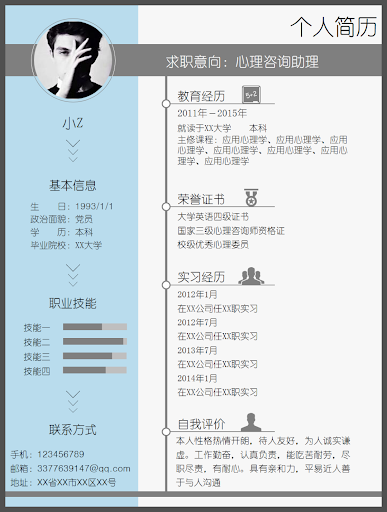 个人简历
求职意向：心理咨询助理
小Z
基本信息
生　　日：1993/1/1
政治面貌：党员
学　　历：本科
毕业院校：XX大学
职业技能
技能一
技能二
技能三
技能四
联系方式
手机：123456789
邮箱：3377639147@qq.com
地址：XX省XX市XX区XX号
教育经历
2011年－2015年
就读于XX大学　　本科
主修课程：应用心理学、应用心理学、应用
心理学、应用心理学、应用心理学、应用心
理学、应用心理学
荣誉证书
大学英语四级证书
国家三级心理咨询师资格证
校级优秀心理委员
实习经历
2012年1月
在XX公司任XX职实习
2012年7月
在XX公司任XX职实习
2013年7月
在XX公司任XX职实习
2014年1月
在XX公司任XX职实习
自我评价
本人性格热情开朗，待人友好，为人诚实谦
虚。工作勤奋，认真负责，能吃苦耐劳，尽
职尽责，有耐心。具有亲和力，平易近人善
于与人沟通